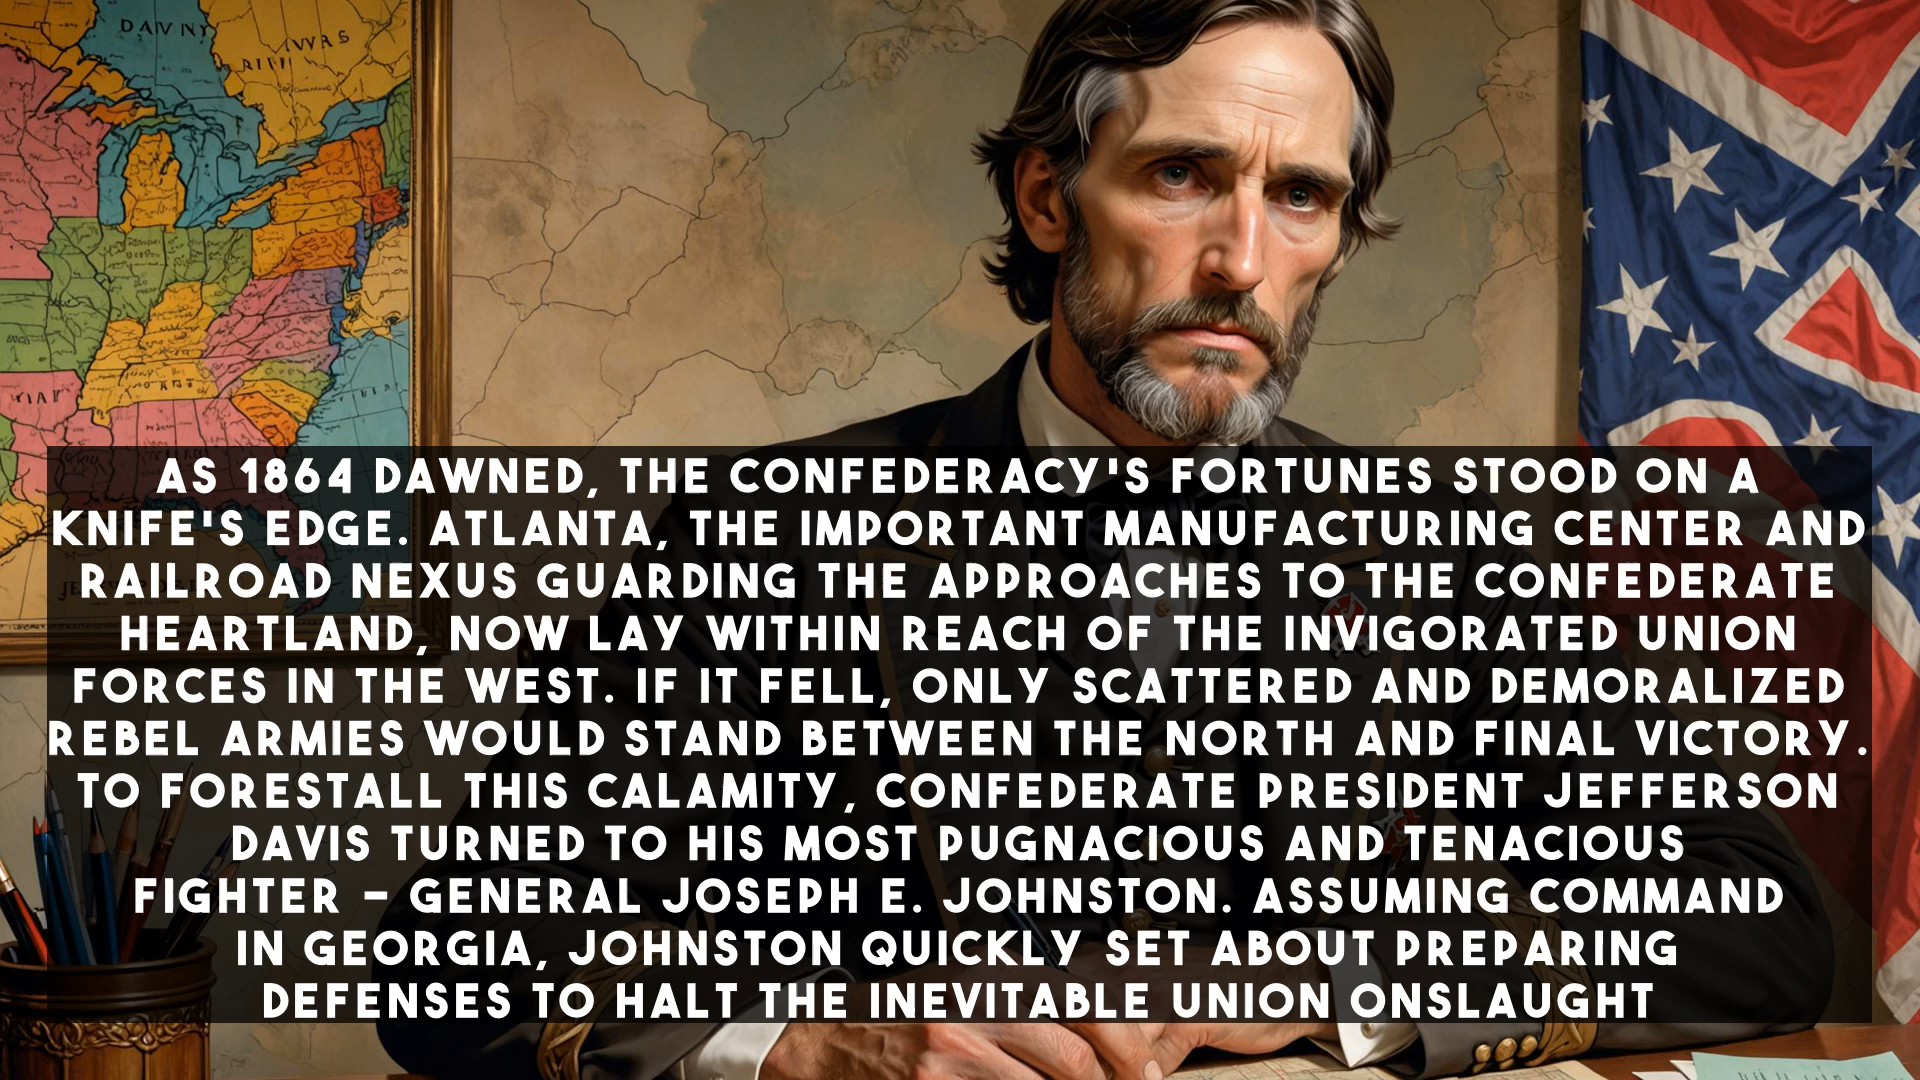 DAVNY
AS 1864 DAWNED, THE CONFEDERACY'S FORTUNES STOOD ON A
KNIFE'S EDGE. ATLANTA, THE IMPORTANT MANUFACTURING CENTER AND
RAILROAD NEXUS GUARDING THE APPROACHES TO THE CONFEDERATE
HEARTLAND, NOW LAY WITHIN REACH OF THE INVIGORATED UNION
FORCES IN THE WEST. IF IT FELL, ONLY SCATTERED AND DEMORALIZED
REBEL ARMIES WOULD STAND BETWEEN THE NORTH AND FINAL VICTORY.
TO FORESTALL THIS CALAMITY, CONFEDERATE PRESIDENT JEFFERSON
DAVIS TURNED TO HIS MOST PUGNACIOUS AND TENACIOUS
FIGHTER - GENERAL JOSEPH E. JOHNSTON. ASSUMING COMMAND
IN GEORGIA, JOHNSTON QUICKLY SET ABOUT PREPARING
DEFENSES TO HALT THE INEVITABLE UNION ONSLAUGHT